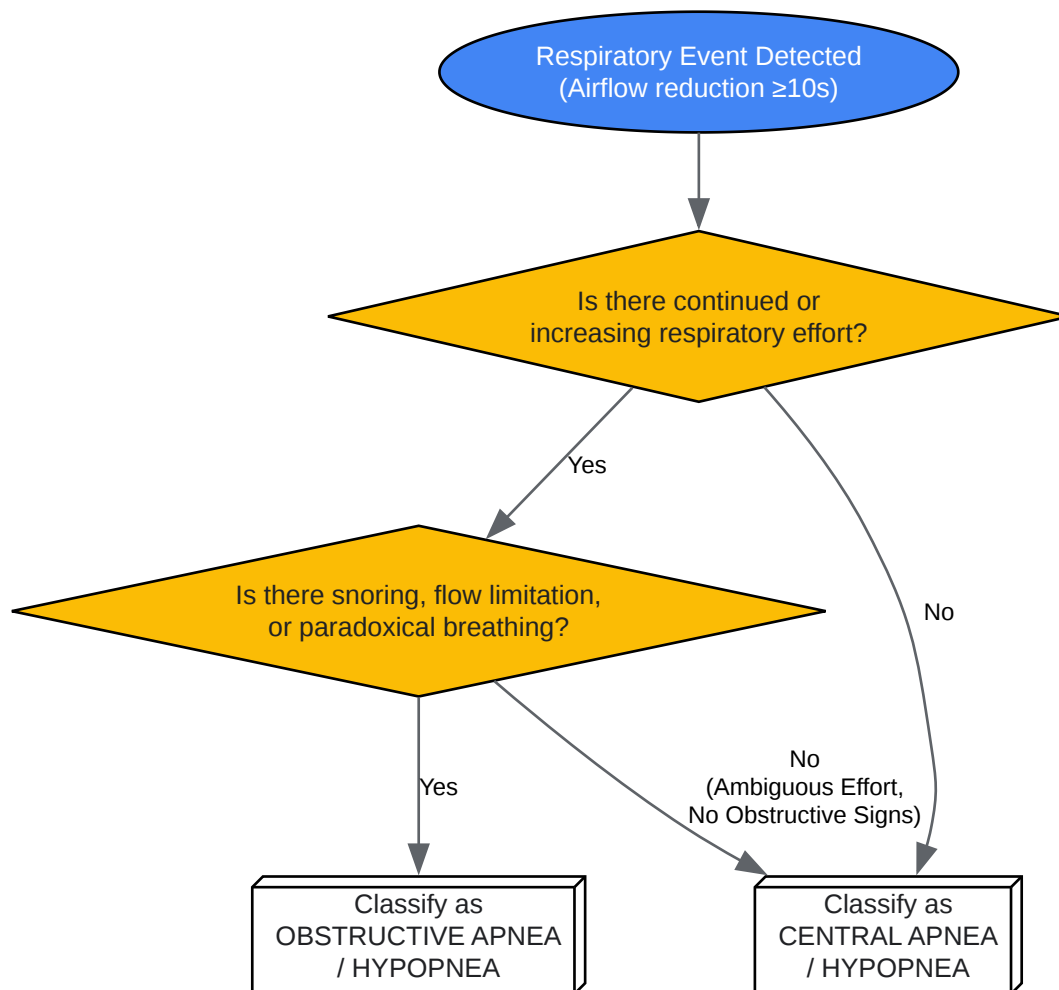 Respiratory Event Detected
(Airflow reduction ≥10s)
Is there continued or
increasing respiratory effort?
Yes
Is there snoring, flow limitation,
or paradoxical breathing?
No
Yes
No
(Ambiguous Effort,
No Obstructive Signs)
Classify as
OBSTRUCTIVE APNEA
/ HYPOPNEA
Classify as
CENTRAL APNEA
/ HYPOPNEA